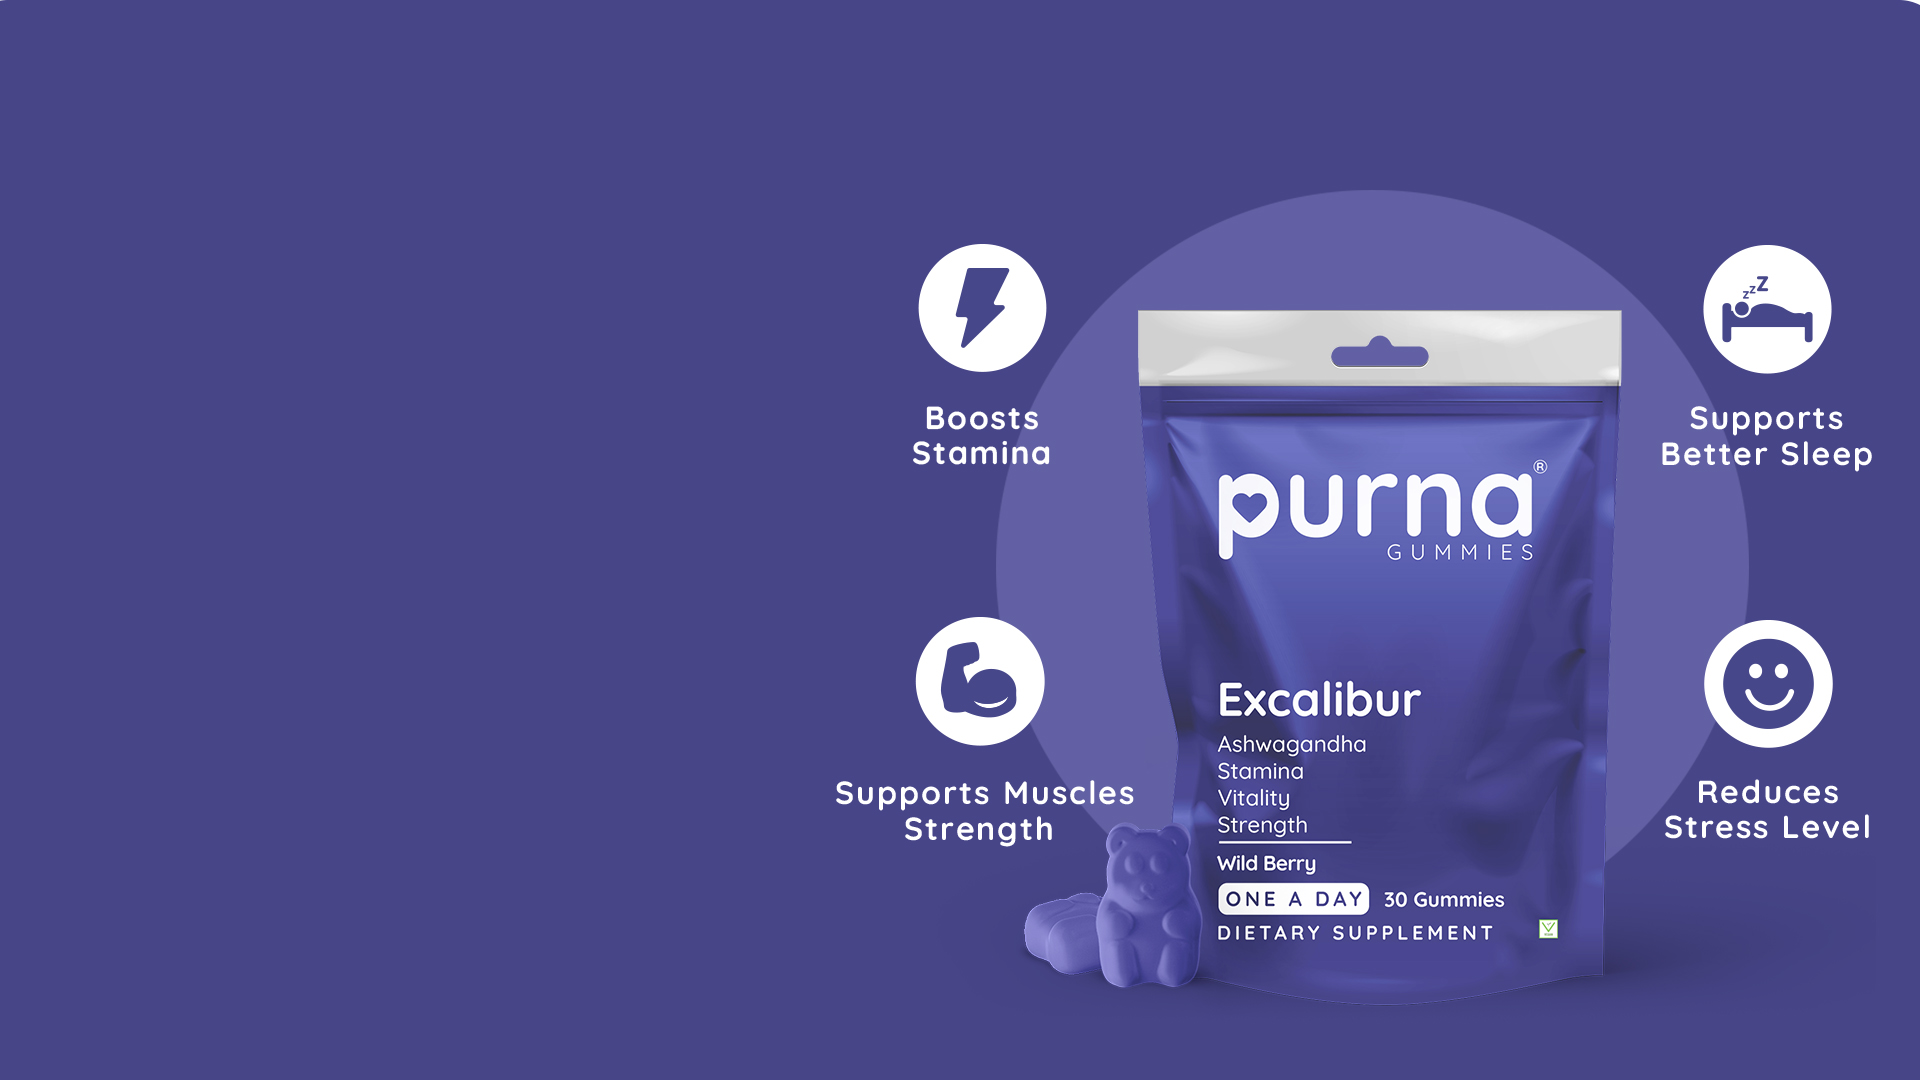 Boosts
Stamina
Supports
Better Sleep
Supports Muscles
Strength
Reduces
Stress Level
zzZ
purna®
GUMMIES
Excalibur
Ashwagandha
Stamina
Vitality
Strength
Wild Berry
ONE A DAY 30 Gummies
DIETARY SUPPLEMENT